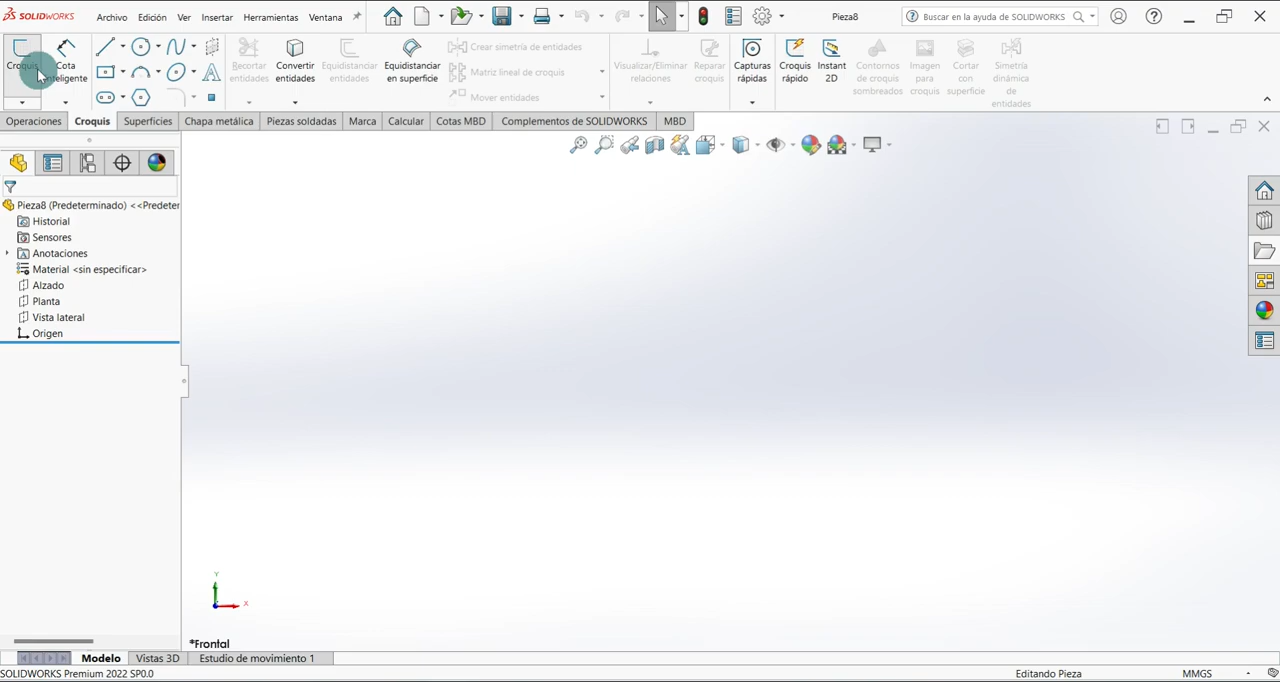 SOLIDWORKS
Archivo Edición Ver Insertar Herramientas Ventana
Pieza8
Buscar en la ayuda de SOLIDWORKS
Croquis
Cota inteligente
Recortar entidades
Convertir entidades
Equidistanciar entidades
Equidistanciar en superficie
Crear simetría de entidades
Matriz lineal de croquis
Mover entidades
Visualizar/Eliminar relaciones
Reparar croquis
Capturas rápidas
Croquis rápido
Instant 2D
Contornos de croquis sombreados
Imagen para croquis
Cortar con superficie
Simetría dinámica de entidades
Operaciones Croquis Superficies Chapa metálica Piezas soldadas Marca Calcular Cotas MBD Complementos de SOLIDWORKS MBD
Pieza8 (Predeterminado) <<Predeter
Historial
Sensores
Anotaciones
Material <sin especificar>
Alzado
Planta
Vista lateral
Origen
Y
X
*Frontal
Modelo Vistas 3D Estudio de movimiento 1
SOLIDWORKS Premium 2022 SP0.0
Editando Pieza
MMGS